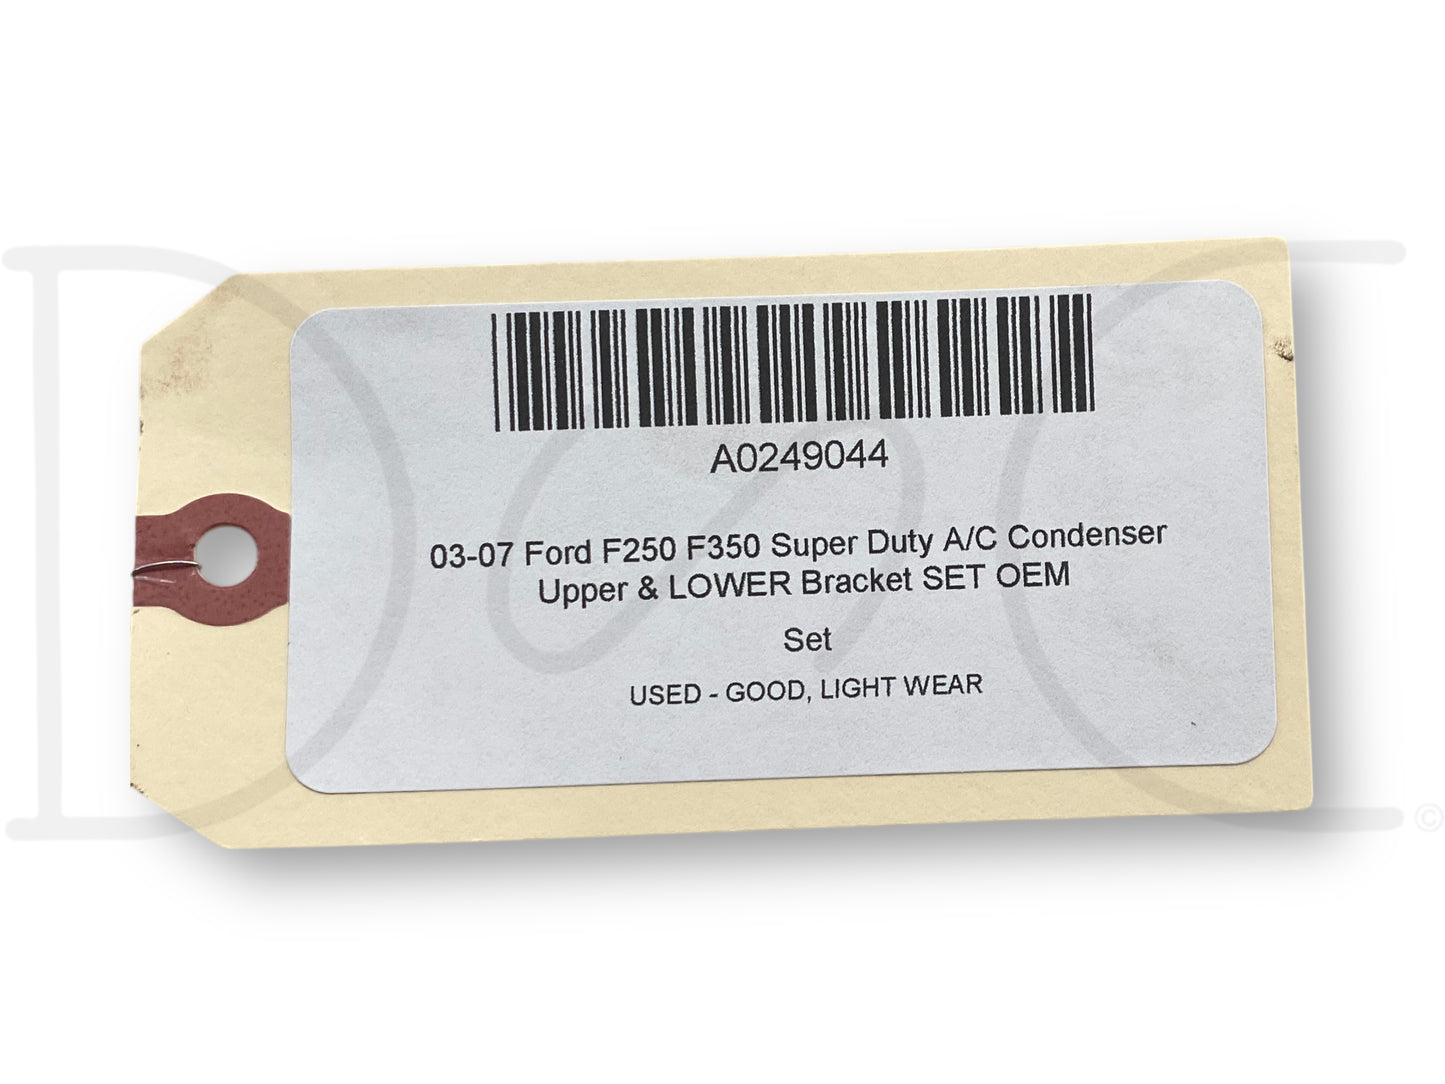 A0249044
03-07 Ford F250 F350 Super Duty A/C Condenser
Upper & LOWER Bracket SET OEM
Set
USED - GOOD, LIGHT WEAR
©